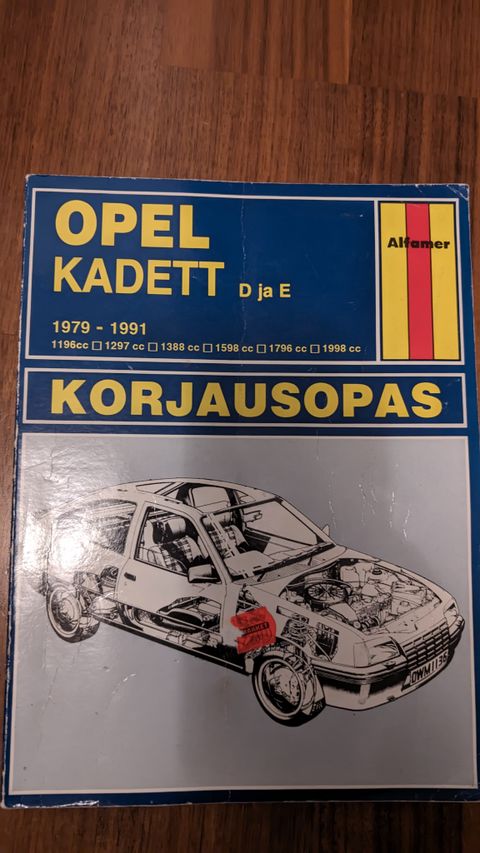 OPEL
KADETT D ja E
Alfamer
1979 - 1991
1196cc □ 1297 cc □ 1388 cc □ 1598 cc □ 1796 cc □ 1998 cc
KORJAUSOPAS